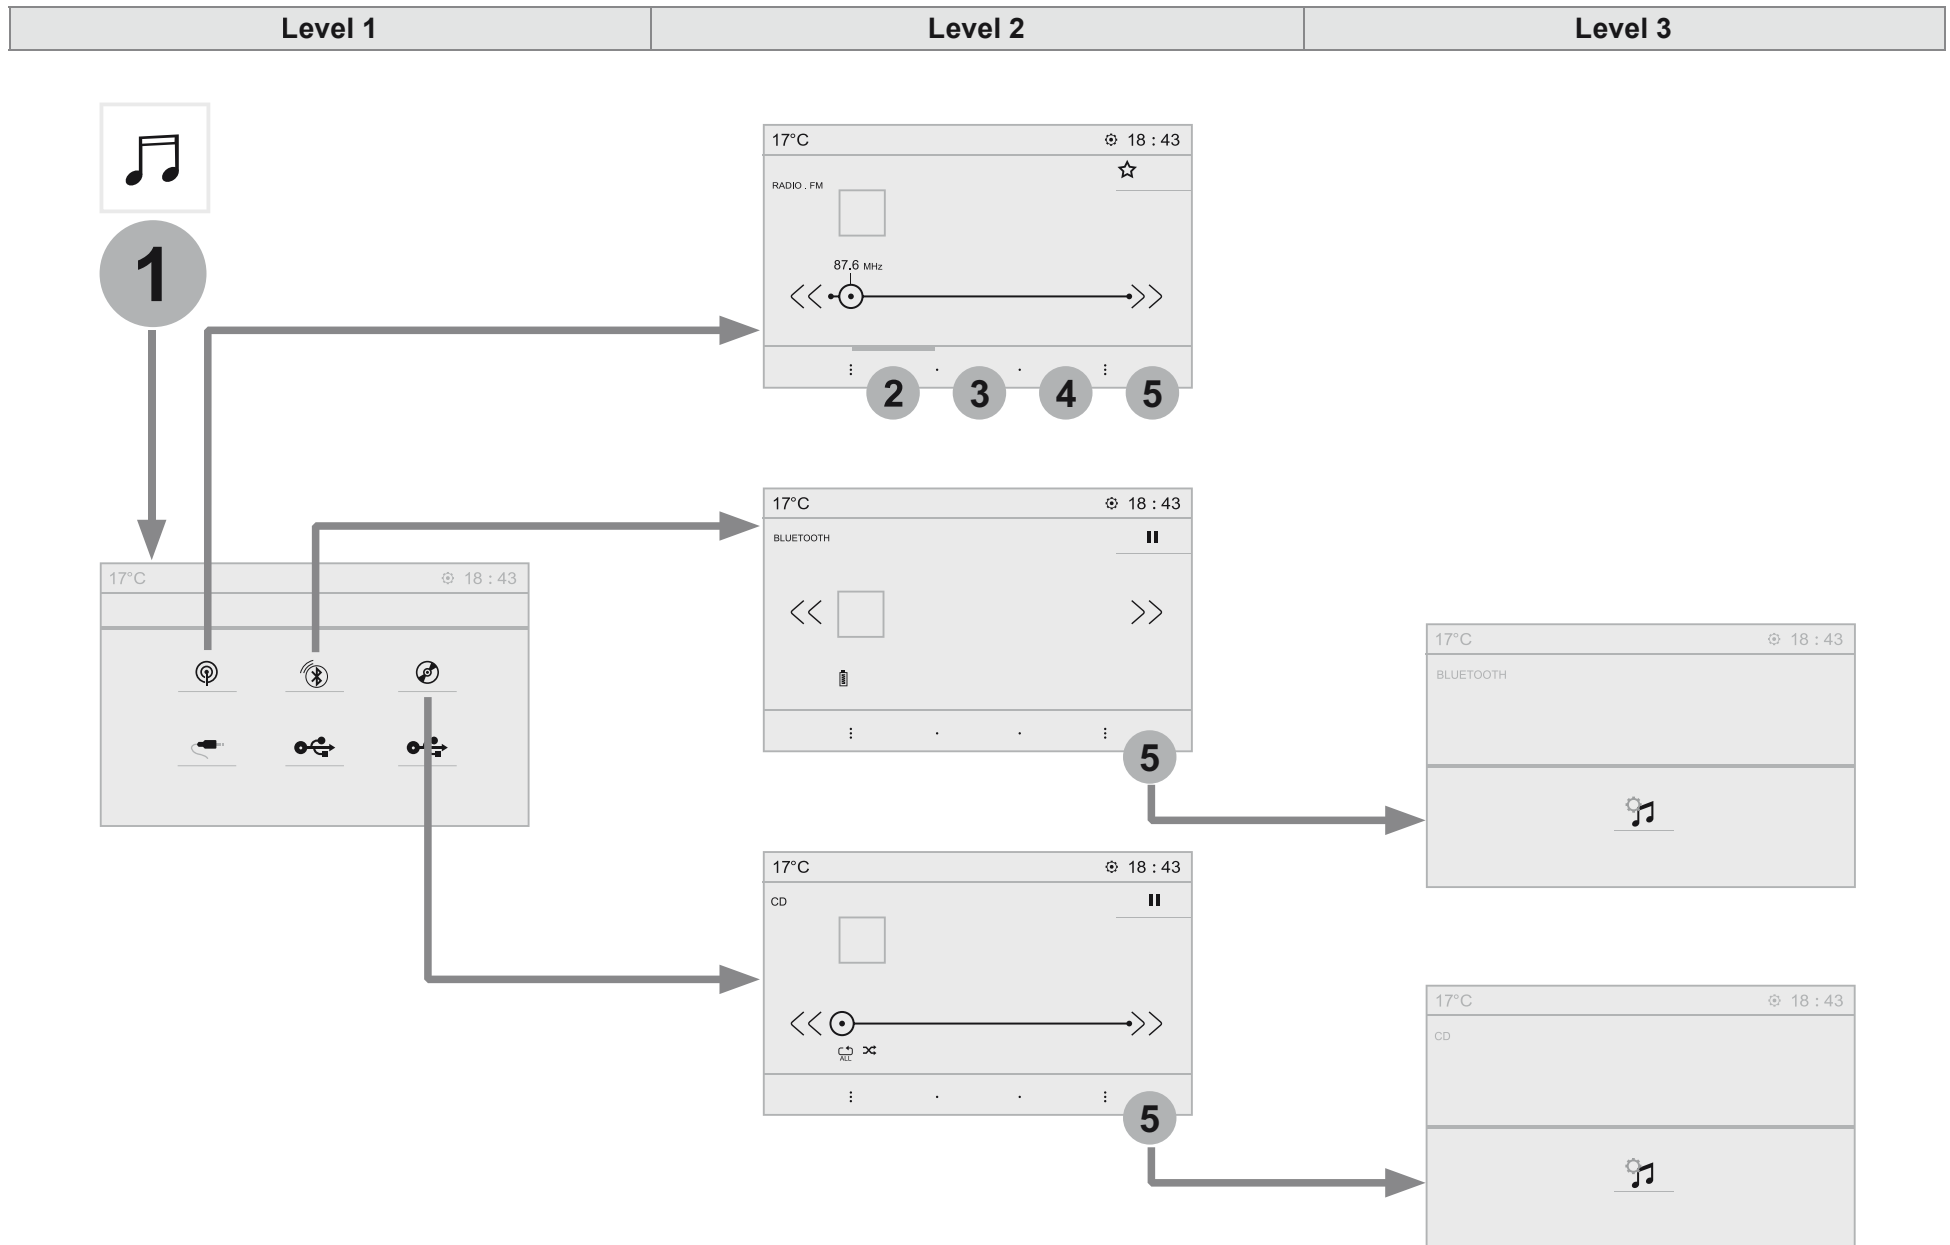 Level 1
Level 2
Level 3
1
17°C 18 : 43
17°C 18 : 43
RADIO . FM
87.6 MHz
2
3
4
5
17°C 18 : 43
BLUETOOTH
5
17°C 18 : 43
CD
ALL
5
17°C 18 : 43
BLUETOOTH
17°C 18 : 43
CD